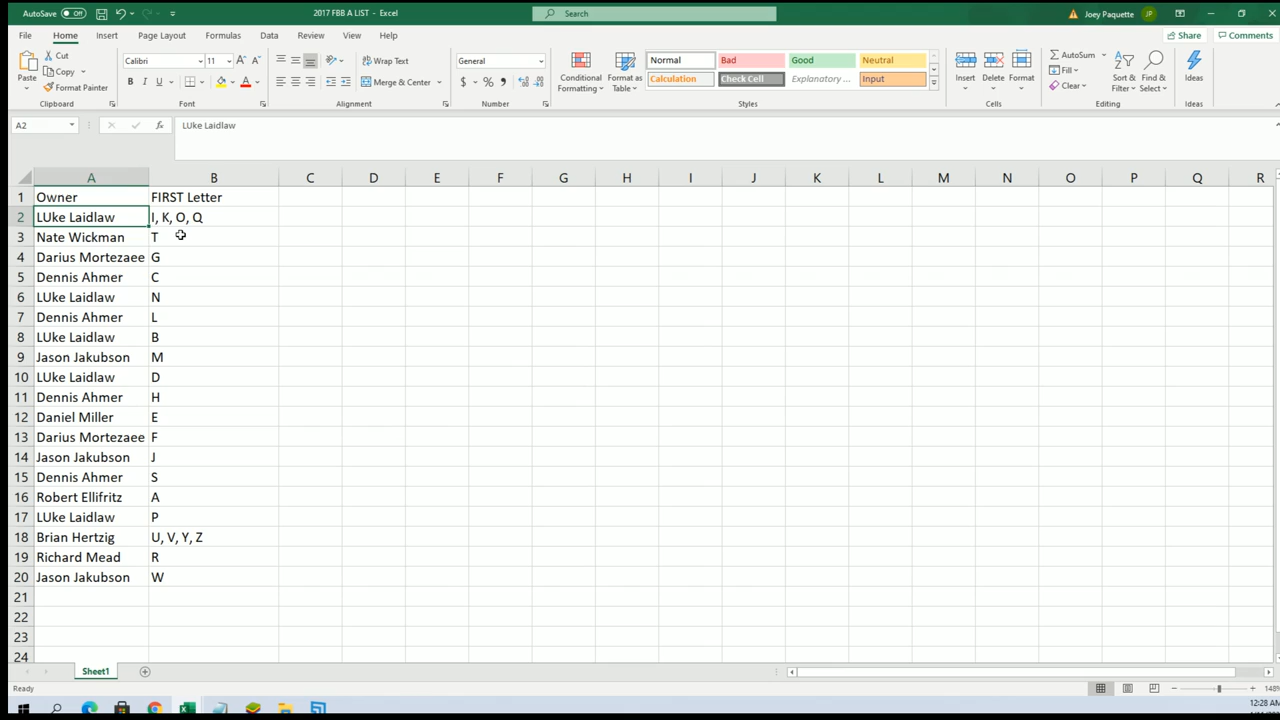 AutoSave Off 2017 FBB A LIST - Excel Search Joey Paquette JP
File Home Insert Page Layout Formulas Data Review View Help Share Comments
Paste Cut Copy Format Painter Calibri 11 Wrap Text General Conditional Formatting Format as Table Normal Bad Good Neutral Insert Delete Format AutoSum Sort & Filter Find & Select Ideas
B I U Merge & Center $ % Calculation Check Cell Explanatory ... Input Fill Clear
Clipboard Font Alignment Number Styles Cells Editing Ideas
A2 fx LUke Laidlaw
A B C D E F G H I J K L M N O P Q R
1 Owner FIRST Letter
2 LUke Laidlaw I, K, O, Q
3 Nate Wickman T
4 Darius Mortezaee G
5 Dennis Ahmer C
6 LUke Laidlaw N
7 Dennis Ahmer L
8 LUke Laidlaw B
9 Jason Jakubson M
10 LUke Laidlaw D
11 Dennis Ahmer H
12 Daniel Miller E
13 Darius Mortezaee F
14 Jason Jakubson J
15 Dennis Ahmer S
16 Robert Ellifritz A
17 LUke Laidlaw P
18 Brian Hertzig U, V, Y, Z
19 Richard Mead R
20 Jason Jakubson W
21
22
23
24
Sheet1
Ready 148%
12:28 AM